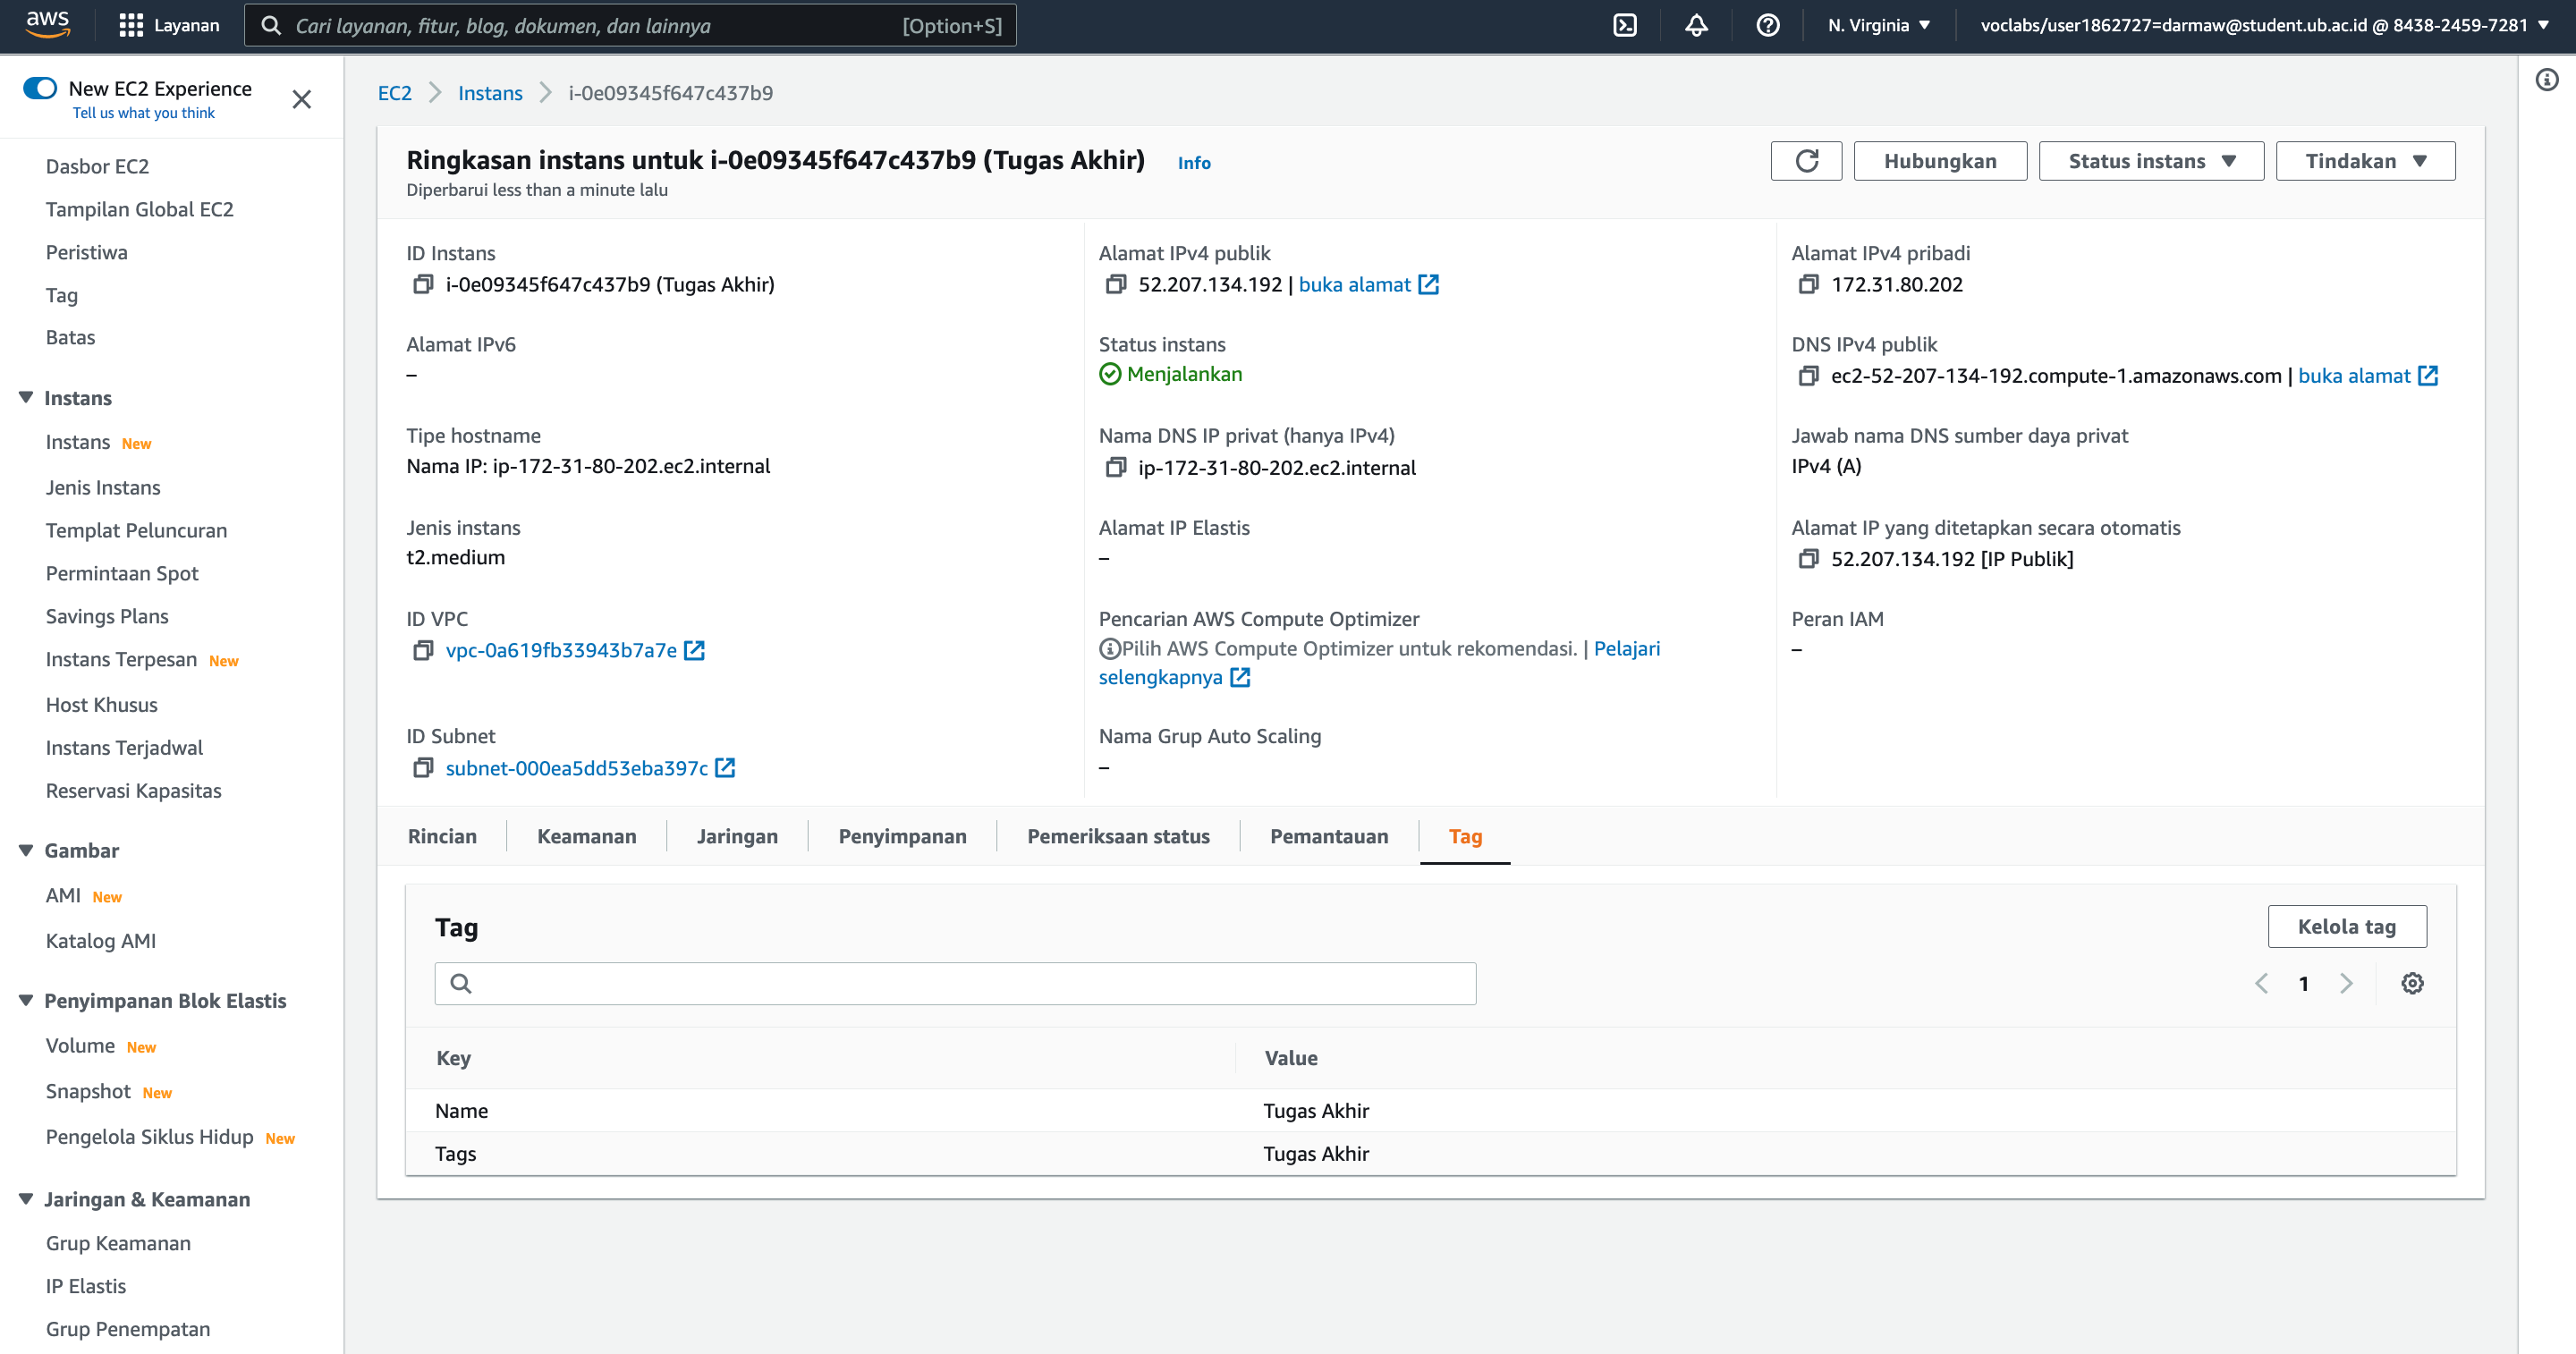 aws
Layanan
Cari layanan, fitur, blog, dokumen, dan lainnya
[Option+S]
N. Virginia
voclabs/user1862727=darmaw@student.ub.ac.id @ 8438-2459-7281
New EC2 Experience
Tell us what you think
Dasbor EC2
Tampilan Global EC2
Peristiwa
Tag
Batas
Instans
Instans New
Jenis Instans
Templat Peluncuran
Permintaan Spot
Savings Plans
Instans Terpesan New
Host Khusus
Instans Terjadwal
Reservasi Kapasitas
Gambar
AMI New
Katalog AMI
Penyimpanan Blok Elastis
Volume New
Snapshot New
Pengelola Siklus Hidup New
Jaringan & Keamanan
Grup Keamanan
IP Elastis
Grup Penempatan
EC2 Instans i-0e09345f647c437b9
Ringkasan instans untuk i-0e09345f647c437b9 (Tugas Akhir) Info
Diperbarui less than a minute lalu
Hubungkan
Status instans
Tindakan
ID Instans
i-0e09345f647c437b9 (Tugas Akhir)
Alamat IPv4 publik
52.207.134.192 | buka alamat
Alamat IPv4 pribadi
172.31.80.202
Alamat IPv6
–
Status instans
Menjalankan
DNS IPv4 publik
ec2-52-207-134-192.compute-1.amazonaws.com | buka alamat
Tipe hostname
Nama IP: ip-172-31-80-202.ec2.internal
Nama DNS IP privat (hanya IPv4)
ip-172-31-80-202.ec2.internal
Jawab nama DNS sumber daya privat
IPv4 (A)
Jenis instans
t2.medium
Alamat IP Elastis
–
Alamat IP yang ditetapkan secara otomatis
52.207.134.192 [IP Publik]
ID VPC
vpc-0a619fb33943b7a7e
Pencarian AWS Compute Optimizer
Pilih AWS Compute Optimizer untuk rekomendasi. | Pelajari
selengkapnya
Peran IAM
–
ID Subnet
subnet-000ea5dd53eba397c
Nama Grup Auto Scaling
–
Rincian
Keamanan
Jaringan
Penyimpanan
Pemeriksaan status
Pemantauan
Tag
Tag
Kelola tag
1
Key Value
Name Tugas Akhir
Tags Tugas Akhir